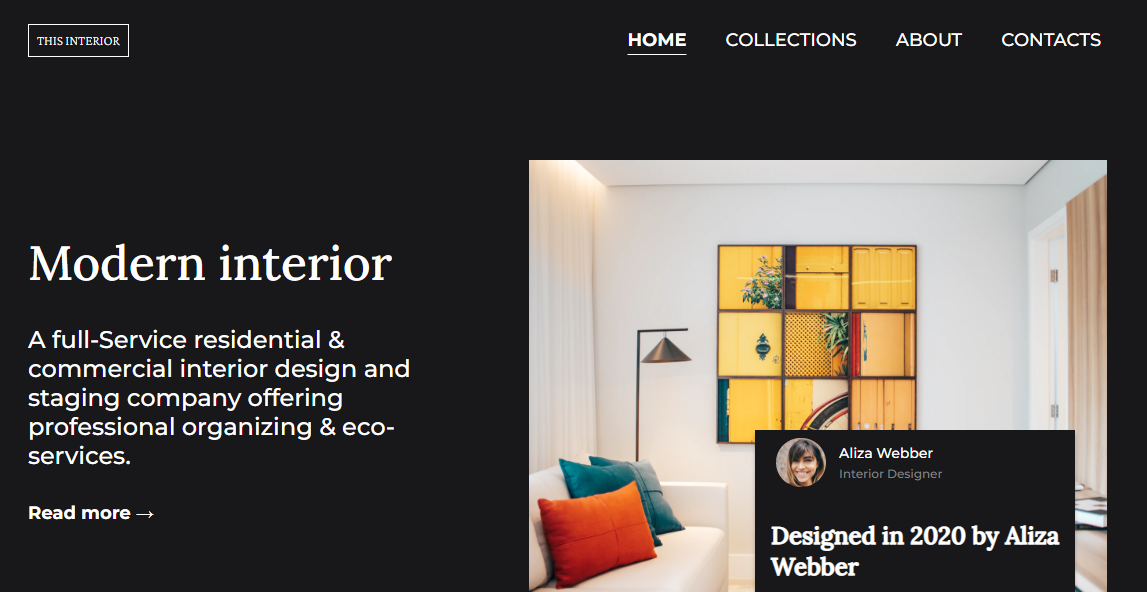 THIS INTERIOR
HOME COLLECTIONS ABOUT CONTACTS
Modern interior
A full-Service residential &
commercial interior design and
staging company offering
professional organizing & eco-
services.
Read more →
Aliza Webber
Interior Designer
Designed in 2020 by Aliza
Webber